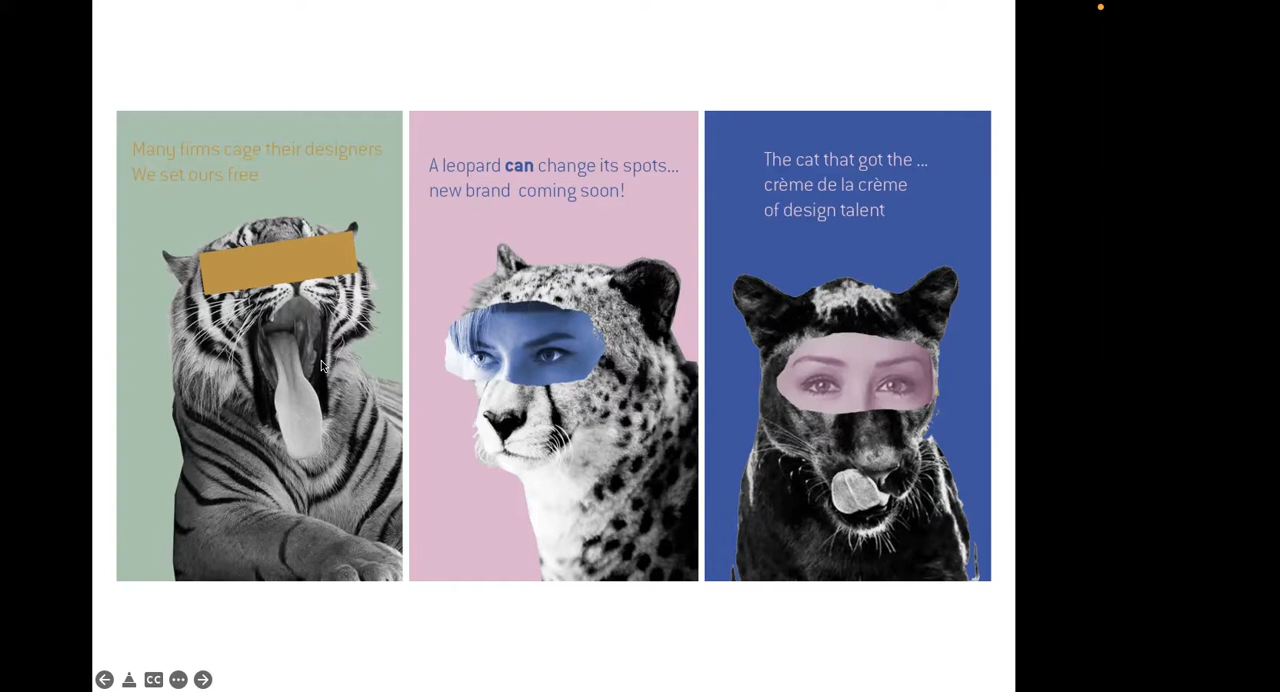 Many firms cage their designers
We set ours free
A leopard can change its spots...
new brand coming soon!
The cat that got the ...
crème de la crème
of design talent
CC